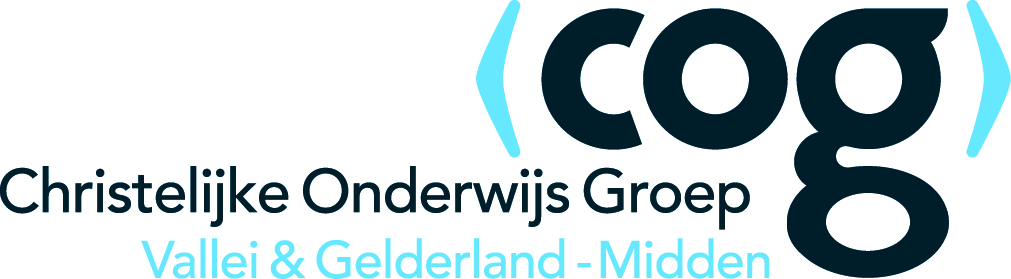 (cog)
Christelijke Onderwijs Groep
Vallei & Gelderland - Midden